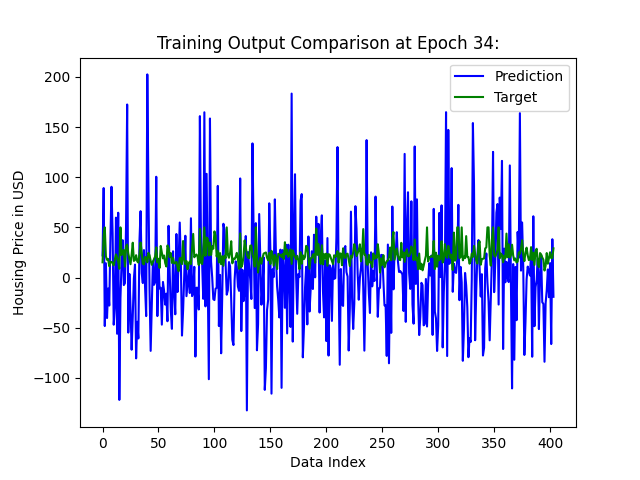 Training Output Comparison at Epoch 34:
Prediction
Target
200
150
100
50
0
−50
−100
Housing Price in USD
0 50 100 150 200 250 300 350 400
Data Index